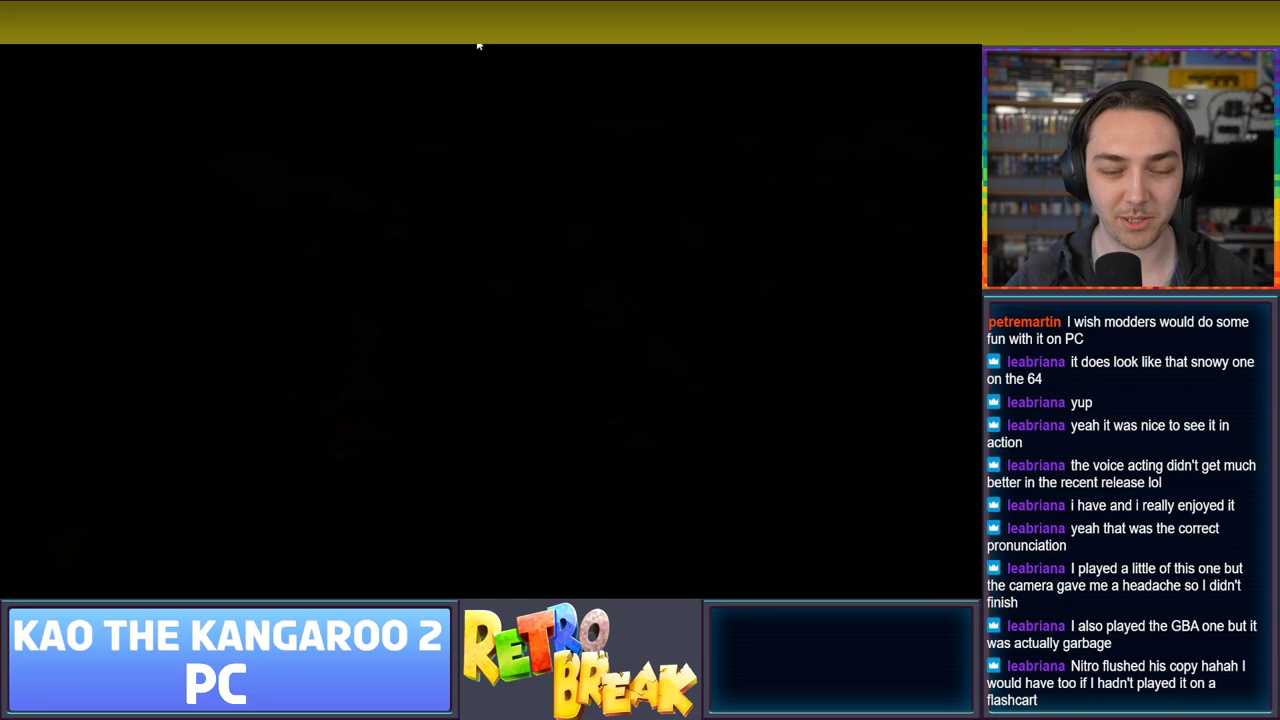 petremartin I wish modders would do some
fun with it on PC
leabriana it does look like that snowy one
on the 64
leabriana yup
leabriana yeah it was nice to see it in
action
leabriana the voice acting didn't get much
better in the recent release lol
leabriana i have and i really enjoyed it
leabriana yeah that was the correct
pronunciation
leabriana I played a little of this one but
the camera gave me a headache so I didn't
finish
leabriana I also played the GBA one but it
was actually garbage
leabriana Nitro flushed his copy hahah I
would have too if I hadn't played it on a
flashcart
KAO THE KANGAROO 2
PC
RETRO
BREAK